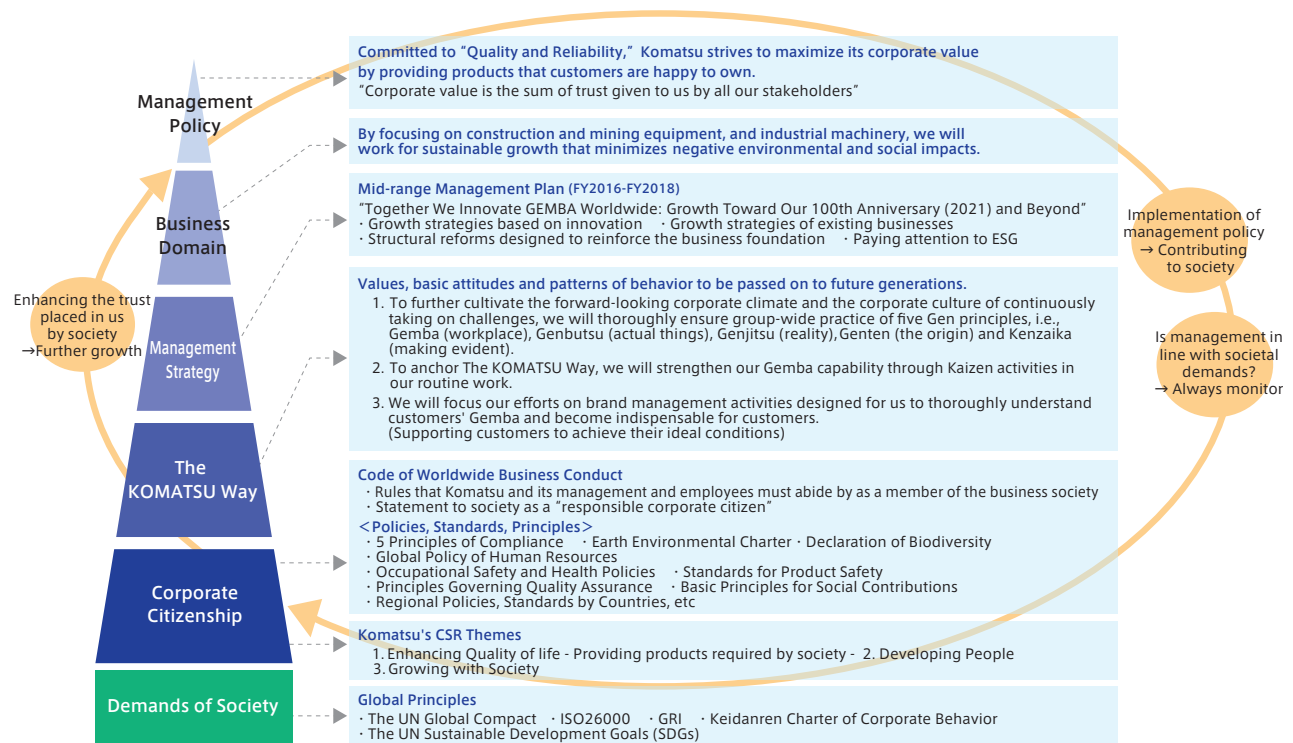 Management
Policy
Business
Domain
Management
Strategy
The
KOMATSU Way
Corporate
Citizenship
Demands of Society
Enhancing the trust
placed in us
by society
→Further growth
Committed to “Quality and Reliability,” Komatsu strives to maximize its corporate value
by providing products that customers are happy to own.
“Corporate value is the sum of trust given to us by all our stakeholders”
By focusing on construction and mining equipment, and industrial machinery, we will
work for sustainable growth that minimizes negative environmental and social impacts.
Mid-range Management Plan (FY2016-FY2018)
“Together We Innovate GEMBA Worldwide: Growth Toward Our 100th Anniversary (2021) and Beyond”
· Growth strategies based on innovation · Growth strategies of existing businesses
· Structural reforms designed to reinforce the business foundation · Paying attention to ESG
Values, basic attitudes and patterns of behavior to be passed on to future generations.
1. To further cultivate the forward-looking corporate climate and the corporate culture of continuously
taking on challenges, we will thoroughly ensure group-wide practice of five Gen principles, i.e.,
Gemba (workplace), Genbutsu (actual things), Genjitsu (reality),Genten (the origin) and Kenzaika
(making evident).
2. To anchor The KOMATSU Way, we will strengthen our Gemba capability through Kaizen activities in
our routine work.
3. We will focus our efforts on brand management activities designed for us to thoroughly understand
customers' Gemba and become indispensable for customers.
(Supporting customers to achieve their ideal conditions)
Code of Worldwide Business Conduct
· Rules that Komatsu and its management and employees must abide by as a member of the business society
· Statement to society as a “responsible corporate citizen”
<Policies, Standards, Principles>
· 5 Principles of Compliance · Earth Environmental Charter · Declaration of Biodiversity
· Global Policy of Human Resources
· Occupational Safety and Health Policies · Standards for Product Safety
· Principles Governing Quality Assurance · Basic Principles for Social Contributions
· Regional Policies, Standards by Countries, etc
Komatsu's CSR Themes
1. Enhancing Quality of life - Providing products required by society - 2. Developing People
3. Growing with Society
Global Principles
· The UN Global Compact · ISO26000 · GRI · Keidanren Charter of Corporate Behavior
· The UN Sustainable Development Goals (SDGs)
Implementation of
management policy
→ Contributing
to society
Is management in
line with societal
demands?
→ Always monitor